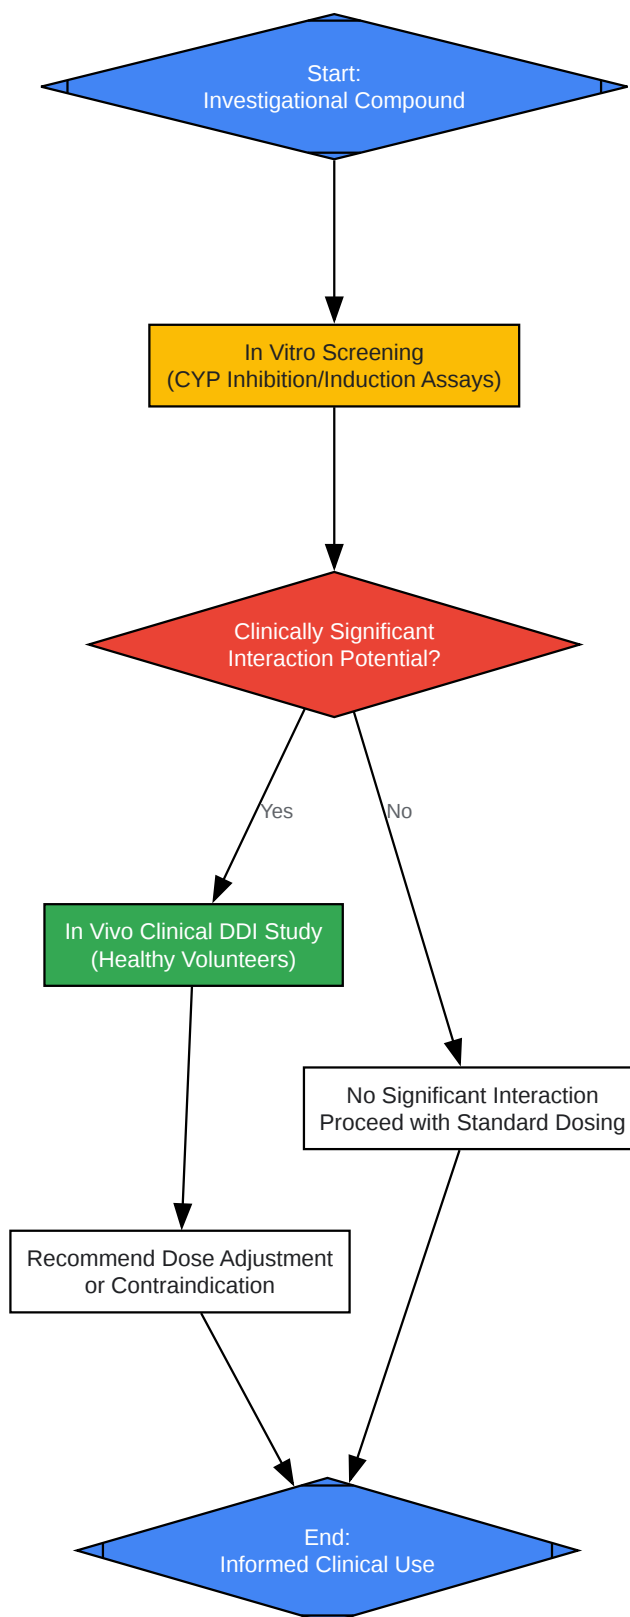 Start:
Investigational Compound
In Vitro Screening
(CYP Inhibition/Induction Assays)
Clinically Significant
Interaction Potential?
Yes
No
In Vivo Clinical DDI Study
(Healthy Volunteers)
No Significant Interaction
Proceed with Standard Dosing
Recommend Dose Adjustment
or Contraindication
End:
Informed Clinical Use